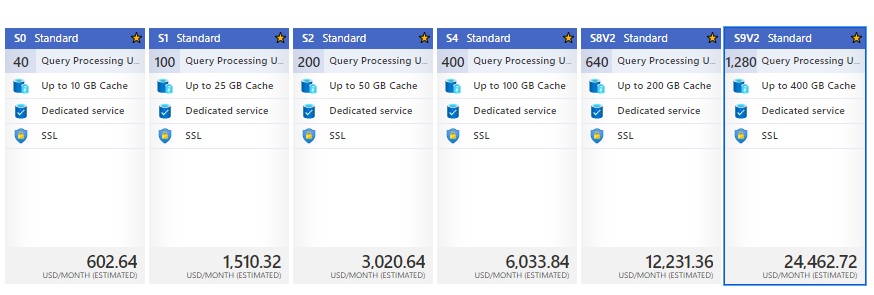 S0 Standard
40 Query Processing U...
Up to 10 GB Cache
Dedicated service
SSL
602.64
USD/MONTH (ESTIMATED)
S1 Standard
100 Query Processing U...
Up to 25 GB Cache
Dedicated service
SSL
1,510.32
USD/MONTH (ESTIMATED)
S2 Standard
200 Query Processing U...
Up to 50 GB Cache
Dedicated service
SSL
3,020.64
USD/MONTH (ESTIMATED)
S4 Standard
400 Query Processing U...
Up to 100 GB Cache
Dedicated service
SSL
6,033.84
USD/MONTH (ESTIMATED)
S8V2 Standard
640 Query Processing U...
Up to 200 GB Cache
Dedicated service
SSL
12,231.36
USD/MONTH (ESTIMATED)
S9V2 Standard
1,280 Query Processing U...
Up to 400 GB Cache
Dedicated service
SSL
24,462.72
USD/MONTH (ESTIMATED)